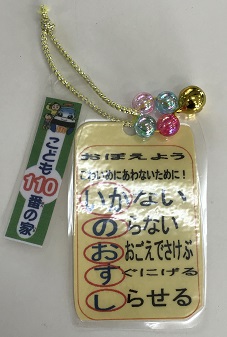 こども110番の家
おぼえよう
こわいめにあわないために!
いかない
のらない
おおごえでさけぶ
すぐにげる
しらせる